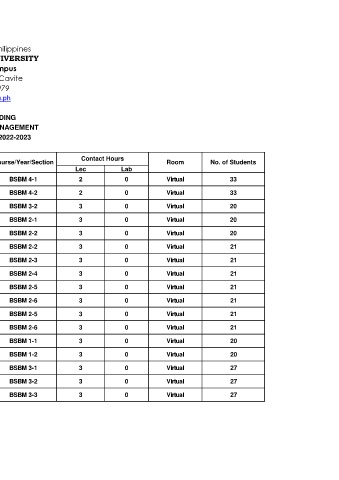 hilippines
IVERSITY
mpus
Cavite
979
.ph
DING
NAGEMENT
2022-2023
ourse/Year/Section Contact Hours Room No. of Students
Lec Lab
BSBM 4-1 2 0 Virtual 33
BSBM 4-2 2 0 Virtual 33
BSBM 3-2 3 0 Virtual 20
BSBM 2-1 3 0 Virtual 20
BSBM 2-2 3 0 Virtual 20
BSBM 2-2 3 0 Virtual 21
BSBM 2-3 3 0 Virtual 21
BSBM 2-4 3 0 Virtual 21
BSBM 2-5 3 0 Virtual 21
BSBM 2-6 3 0 Virtual 21
BSBM 2-5 3 0 Virtual 21
BSBM 2-6 3 0 Virtual 21
BSBM 1-1 3 0 Virtual 20
BSBM 1-2 3 0 Virtual 20
BSBM 3-1 3 0 Virtual 27
BSBM 3-2 3 0 Virtual 27
BSBM 3-3 3 0 Virtual 27